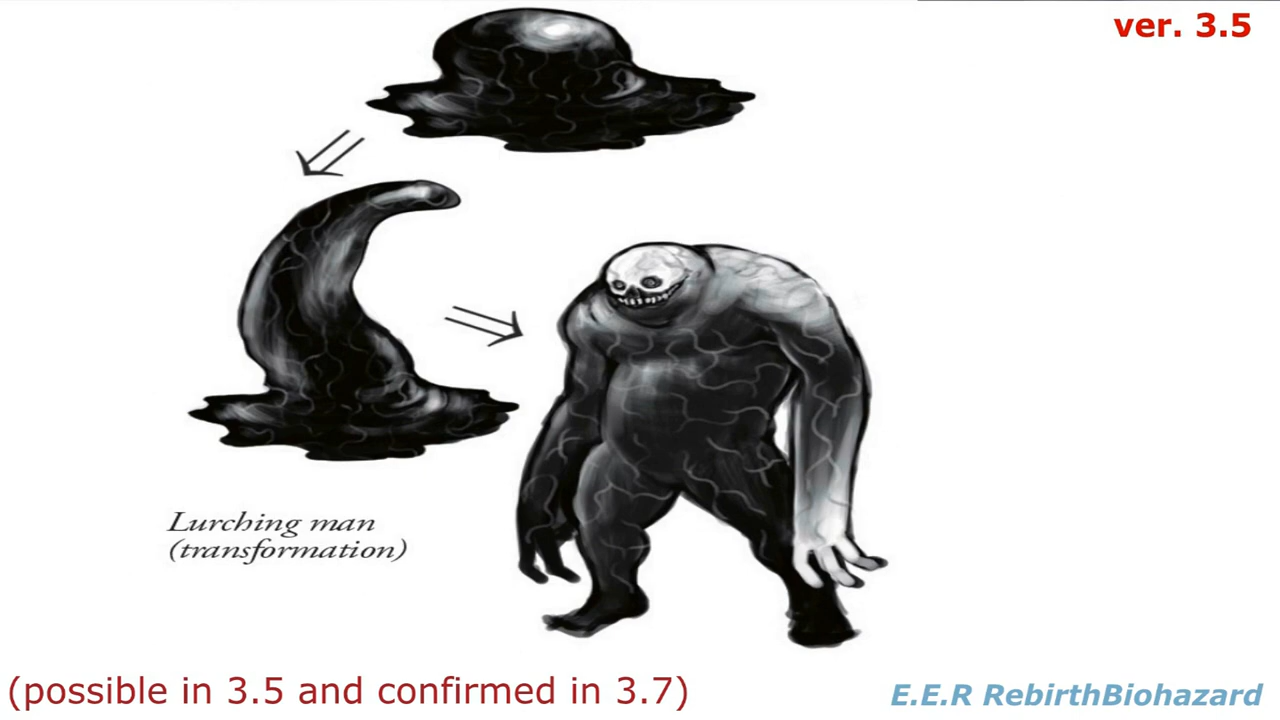 ver. 3.5
Lurching man
(transformation)
(possible in 3.5 and confirmed in 3.7)
E.E.R RebirthBiohazard